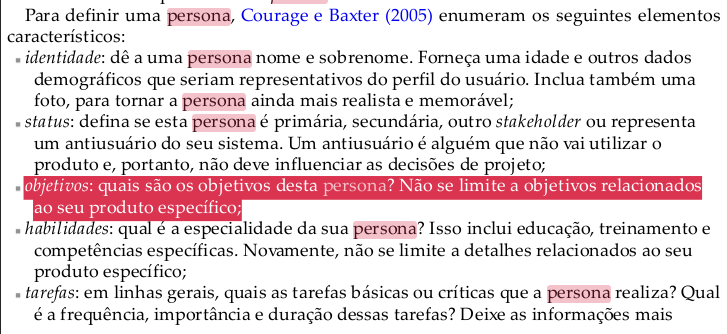 Para definir uma persona, Courage e Baxter (2005) enumeram os seguintes elementos
característicos:
▪ identidade: dê a uma persona nome e sobrenome. Forneça uma idade e outros dados
demográficos que seriam representativos do perfil do usuário. Inclua também uma
foto, para tornar a persona ainda mais realista e memorável;
▪ status: defina se esta persona é primária, secundária, outro stakeholder ou representa
um antiusuário do seu sistema. Um antiusuário é alguém que não vai utilizar o
produto e, portanto, não deve influenciar as decisões de projeto;
▪ objetivos: quais são os objetivos desta persona? Não se limite a objetivos relacionados
ao seu produto específico;
▪ habilidades: qual é a especialidade da sua persona? Isso inclui educação, treinamento e
competências específicas. Novamente, não se limite a detalhes relacionados ao seu
produto específico;
▪ tarefas: em linhas gerais, quais as tarefas básicas ou críticas que a persona realiza? Qual
é a frequência, importância e duração dessas tarefas? Deixe as informações mais